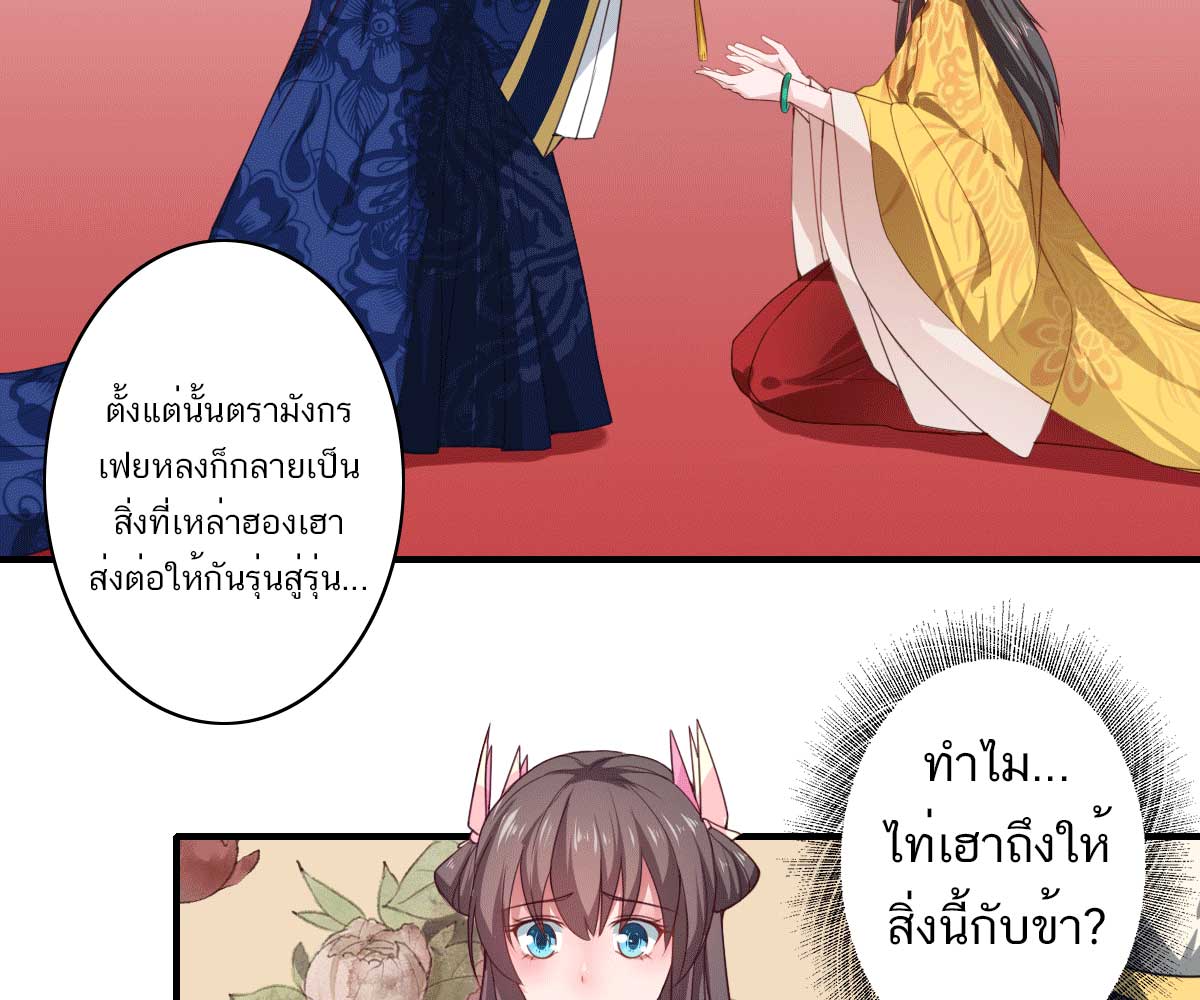 ตั้งแต่นั้นตรามังกร
เฟยหลงก็กลายเป็น
สิ่งที่เหล่าฮองเฮา
ส่งต่อให้กันรุ่นสู่รุ่น...
ทำไม...
ไท่เฮาถึงให้
สิ่งนี้กับข้า?